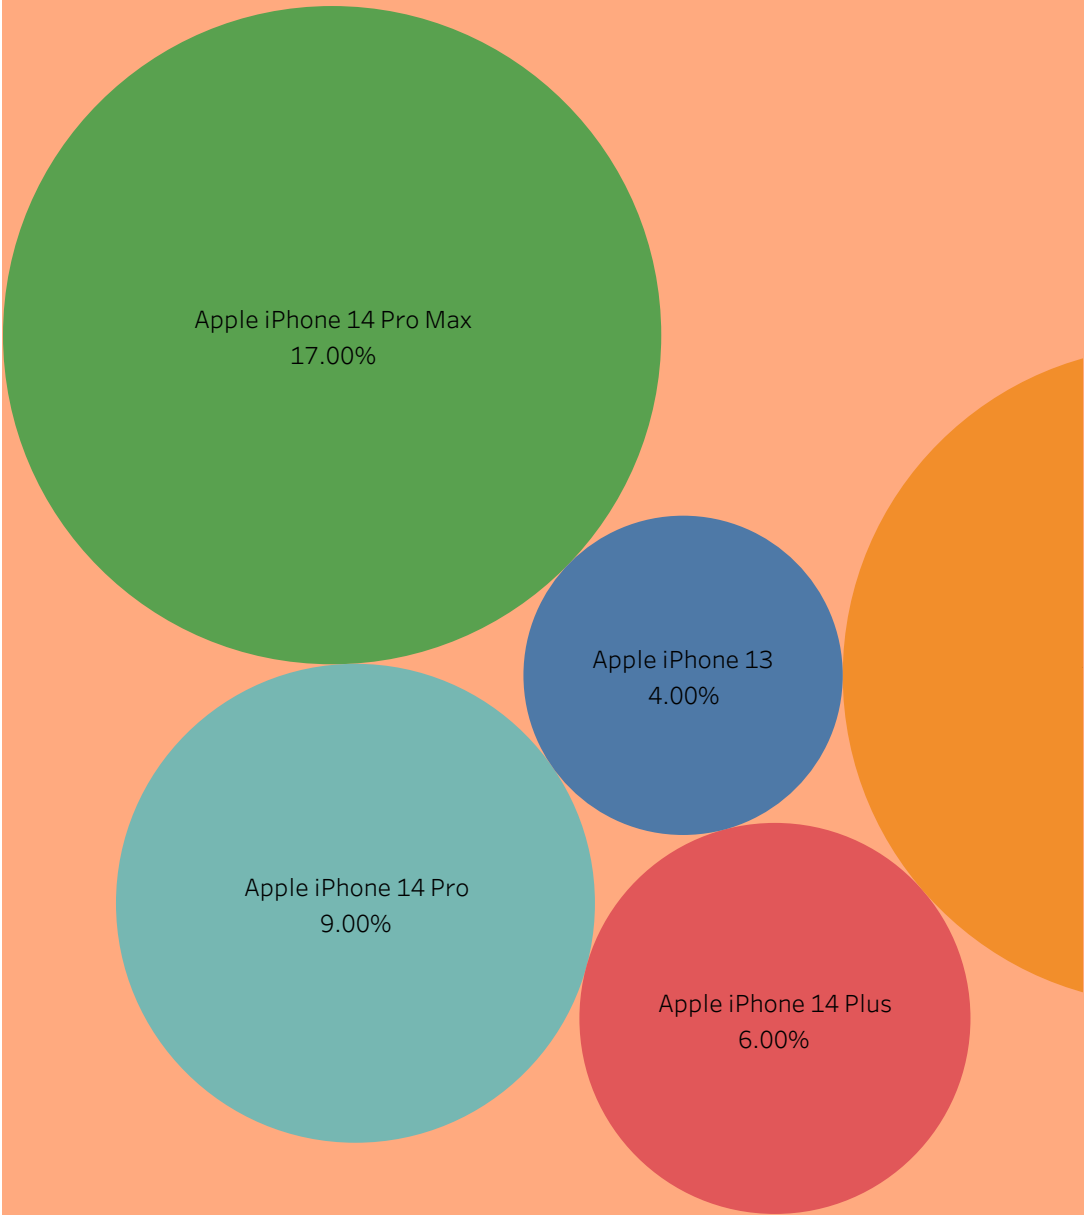 Apple iPhone 14 Pro Max
17.00%
Apple iPhone 13
4.00%
Apple iPhone 14 Pro
9.00%
Apple iPhone 14 Plus
6.00%